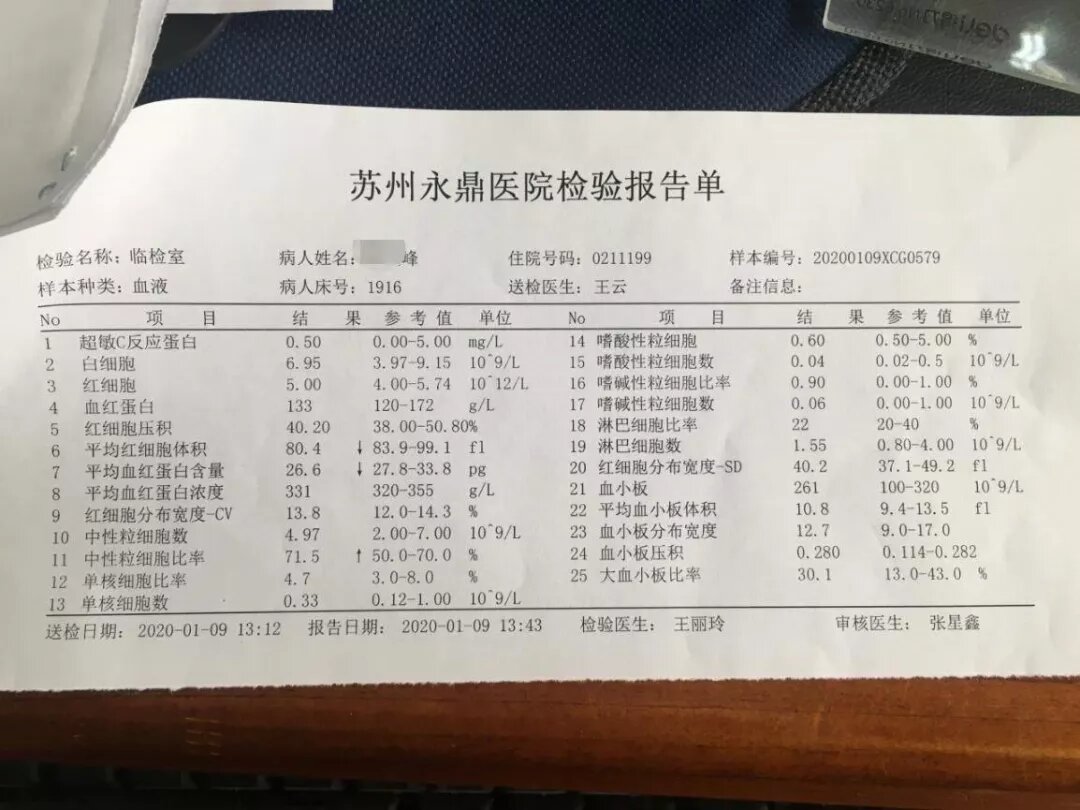 苏州永鼎医院检验报告单
检验名称: 临检室 病人姓名: 峰 住院号码: 0211199 样本编号: 20200109XCG0579
样本种类: 血液 病人床号: 1916 送检医生: 王云 备注信息:
No 项 目 结 果 参 考 值 单位 No 项 目 结 果 参 考 值 单位
1 超敏C反应蛋白 0.50 0.00-5.00 mg/L 14 嗜酸性粒细胞 0.60 0.50-5.00 %
2 白细胞 6.95 3.97-9.15 10^9/L 15 嗜酸性粒细胞数 0.04 0.02-0.5 10^9/L
3 红细胞 5.00 4.00-5.74 10^12/L 16 嗜碱性粒细胞比率 0.90 0.00-1.00 %
4 血红蛋白 133 120-172 g/L 17 嗜碱性粒细胞数 0.06 0.00-1.00 10^9/L
5 红细胞压积 40.20 38.00-50.80% 18 淋巴细胞比率 22 20-40 %
6 平均红细胞体积 80.4 ↓ 83.9-99.1 fl 19 淋巴细胞数 1.55 0.80-4.00 10^9/L
7 平均血红蛋白含量 26.6 ↓ 27.8-33.8 pg 20 红细胞分布宽度-SD 40.2 37.1-49.2 fl
8 平均血红蛋白浓度 331 320-355 g/L 21 血小板 261 100-320 10^9/L
9 红细胞分布宽度-CV 13.8 12.0-14.3 % 22 平均血小板体积 10.8 9.4-13.5 fl
10 中性粒细胞数 4.97 2.00-7.00 10^9/L 23 血小板分布宽度 12.7 9.0-17.0
11 中性粒细胞比率 71.5 ↑ 50.0-70.0 % 24 血小板压积 0.280 0.114-0.282
12 单核细胞比率 4.7 3.0-8.0 % 25 大血小板比率 30.1 13.0-43.0 %
13 单核细胞数 0.33 0.12-1.00 10^9/L
送检日期: 2020-01-09 13:12 报告日期: 2020-01-09 13:43 检验医生: 王丽玲 审核医生: 张星鑫